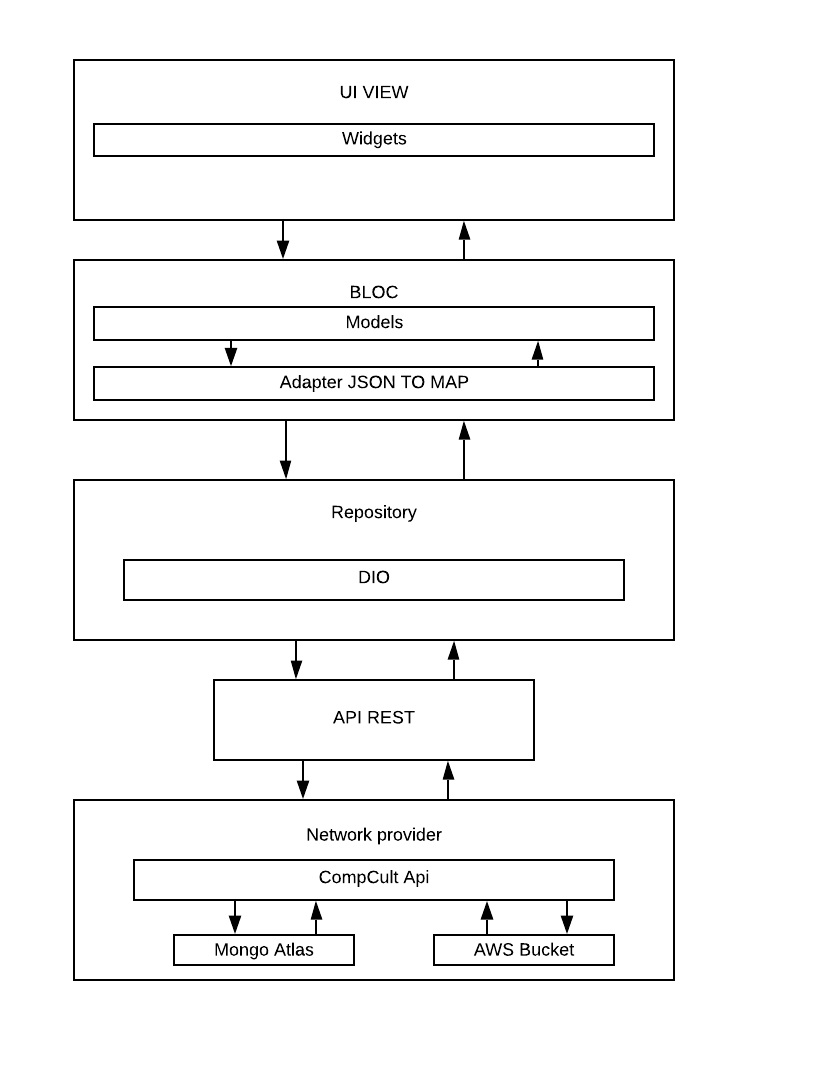 UI VIEW
Widgets
BLOC
Models
Adapter JSON TO MAP
Repository
DIO
API REST
Network provider
CompCult Api
Mongo Atlas
AWS Bucket